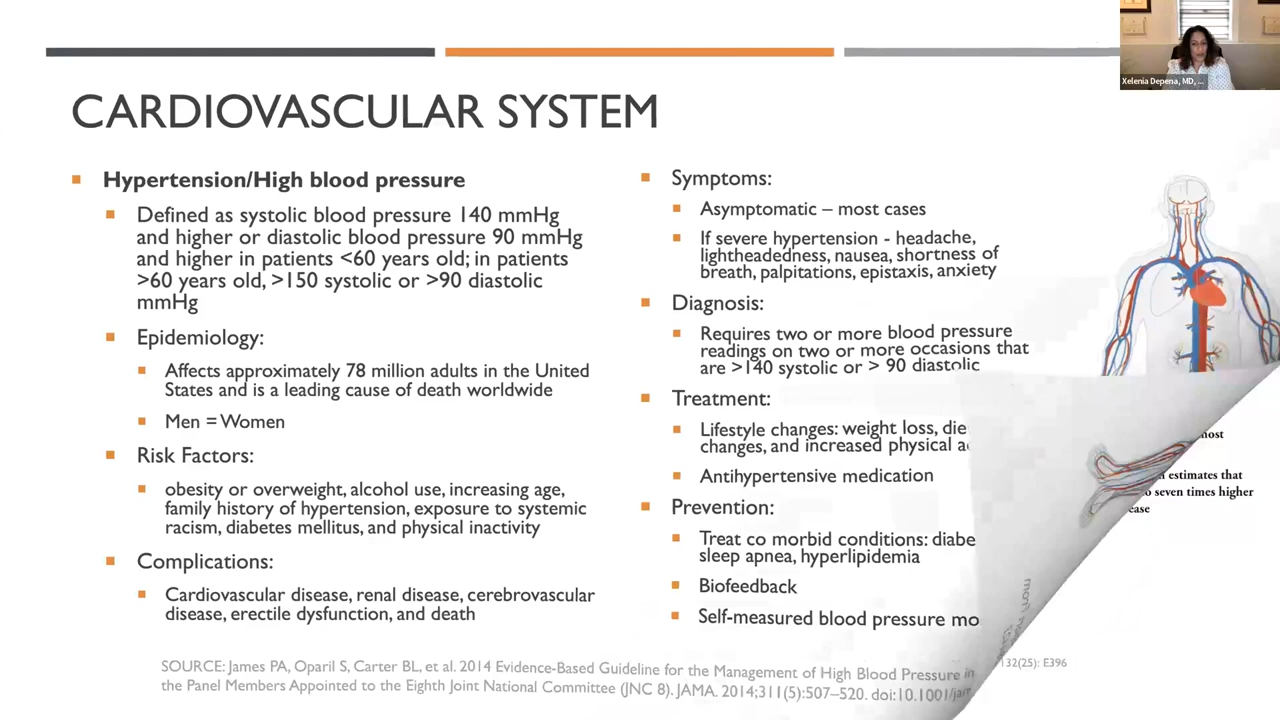 Xelenia Depena, MD, ...
CARDIOVASCULAR SYSTEM
Hypertension/High blood pressure
Defined as systolic blood pressure 140 mmHg
and higher or diastolic blood pressure 90 mmHg
and higher in patients <60 years old; in patients
>60 years old, >150 systolic or >90 diastolic
mmHg
Epidemiology:
Affects approximately 78 million adults in the United
States and is a leading cause of death worldwide
Men = Women
Risk Factors:
obesity or overweight, alcohol use, increasing age,
family history of hypertension, exposure to systemic
racism, diabetes mellitus, and physical inactivity
Complications:
Cardiovascular disease, renal disease, cerebrovascular
disease, erectile dysfunction, and death
Symptoms:
Asymptomatic – most cases
If severe hypertension - headache,
lightheadedness, nausea, shortness of
breath, palpitations, epistaxis, anxiety
Diagnosis:
Requires two or more blood pressure
readings on two or more occasions that
are >140 systolic or > 90 diastolic
Treatment:
Lifestyle changes: weight loss, die
changes, and increased physical
Antihypertensive medication
Prevention:
Treat co morbid conditions: diabe
sleep apnea, hyperlipidemia
Biofeedback
Self-measured blood pressure mo
most
estimates that
seven times higher
ease
SOURCE: James PA, Oparil S, Carter BL, et al. 2014 Evidence-Based Guideline for the Management of High Blood Pressure in
the Panel Members Appointed to the Eighth Joint National Committee (JNC 8). JAMA. 2014;311(5):507–520. doi:10.1001/
132(25): E396